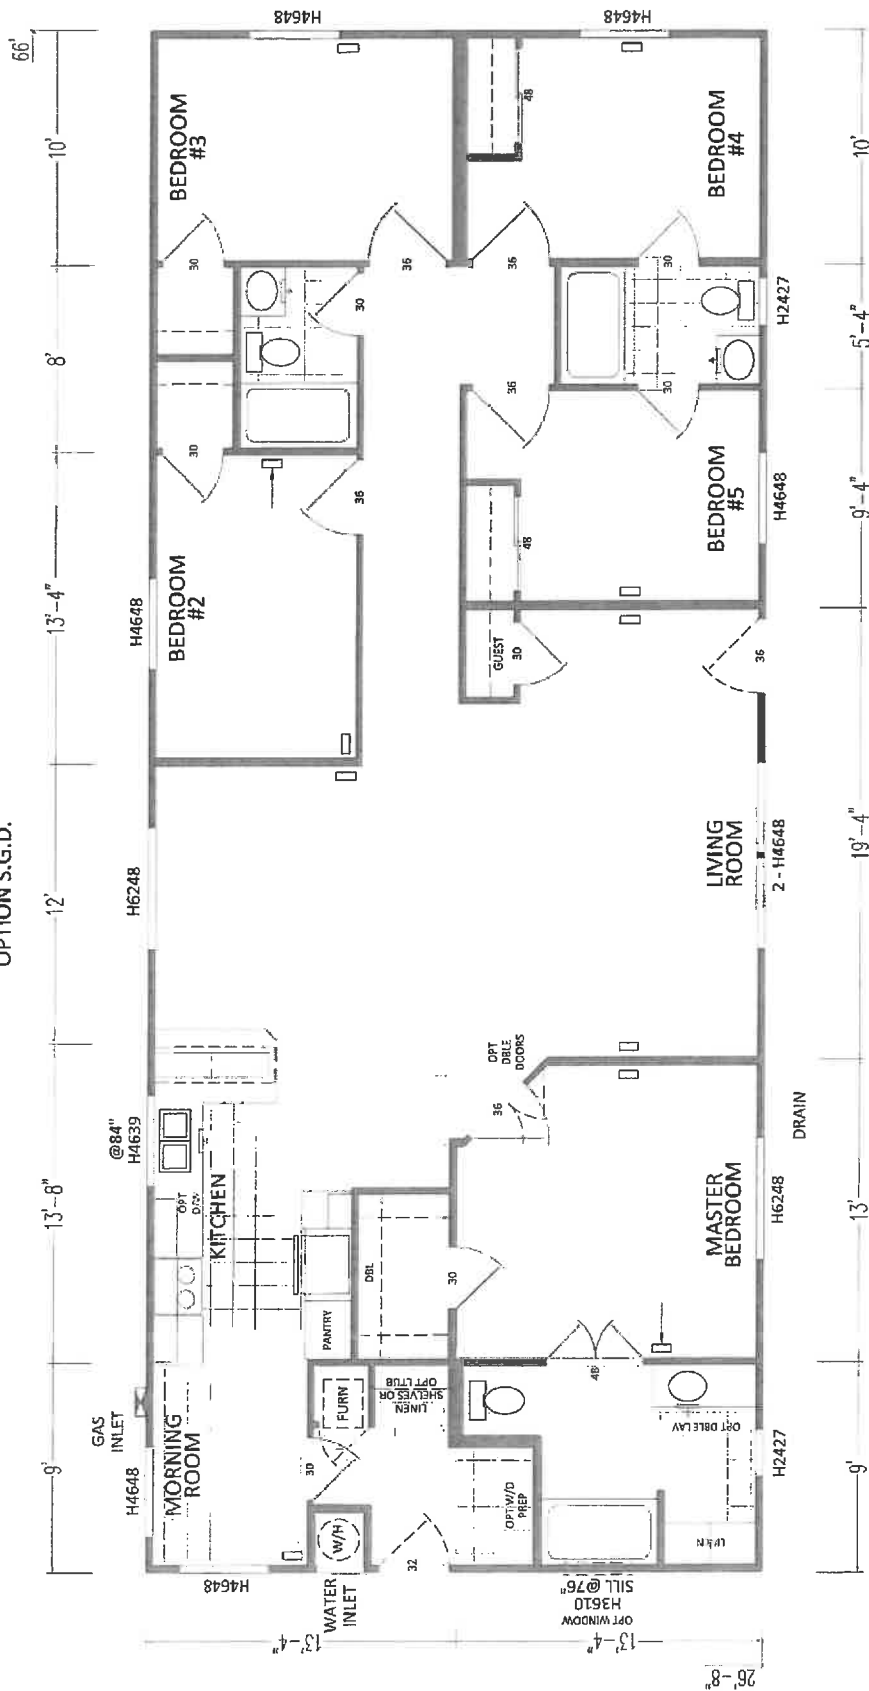 OPTION S.G.D.
66'
9'
13'-8"
12'
13'-4"
8'
10'
GAS
INLET
H4648
@84"
H4639
H6248
H4648
MORNING
ROOM
KITCHEN
OPT
D/W
PANTRY
DBL
FURN
LINEN
SHELVES OR
OPT LTUB
30
W/H
WATER
INLET
H4648
32
OPT W/D
PREP
BEDROOM
#2
30
36
30
30
36
BEDROOM
#3
H4648
H4648
BEDROOM
#4
48
36
30
H2427
36
30
BEDROOM
#5
48
H4648
GUEST
30
36
LIVING
ROOM
2 - H4648
OPT
DBLE
DOORS
36
MASTER
BEDROOM
30
48
H6248
DRAIN
OPT DBLE LAV
LINEN
H2427
OPT WINDOW
H3610
SILL @76"
13'-4"
13'-4"
26'-8"
9'
13'
19'-4"
9'-4"
5'-4"
10'